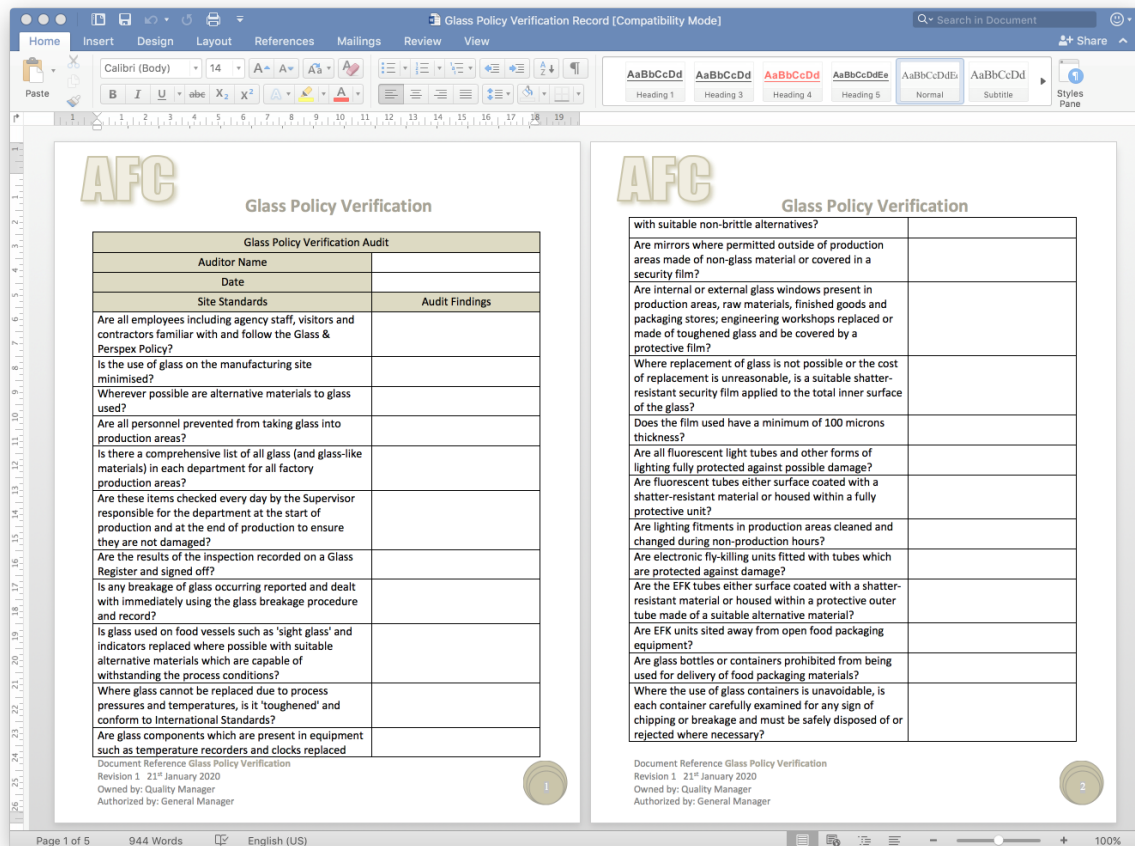 Glass Policy Verification Record [Compatibility Mode]
Search in Document
Home Insert Design Layout References Mailings Review View
Share
Paste
Calibri (Body) 14
AaBbCcDd AaBbCcDd AaBbCcDd AaBbCcDdEe AaBbCcDdEe AaBbCcDd
Heading 1 Heading 3 Heading 4 Heading 5 Normal Subtitle
Styles
Pane
AFC
Glass Policy Verification
Glass Policy Verification Audit
Auditor Name
Date
Site Standards Audit Findings
Are all employees including agency staff, visitors and
contractors familiar with and follow the Glass &
Perspex Policy?
Is the use of glass on the manufacturing site
minimised?
Wherever possible are alternative materials to glass
used?
Are all personnel prevented from taking glass into
production areas?
Is there a comprehensive list of all glass (and glass-like
materials) in each department for all factory
production areas?
Are these items checked every day by the Supervisor
responsible for the department at the start of
production and at the end of production to ensure
they are not damaged?
Are the results of the inspection recorded on a Glass
Register and signed off?
Is any breakage of glass occurring reported and dealt
with immediately using the glass breakage procedure
and record?
Is glass used on food vessels such as 'sight glass' and
indicators replaced where possible with suitable
alternative materials which are capable of
withstanding the process conditions?
Where glass cannot be replaced due to process
pressures and temperatures, is it 'toughened' and
conform to International Standards?
Are glass components which are present in equipment
such as temperature recorders and clocks replaced
Document Reference Glass Policy Verification
Revision 1 21st January 2020
Owned by: Quality Manager
Authorized by: General Manager
1
AFC
Glass Policy Verification
with suitable non-brittle alternatives?
Are mirrors where permitted outside of production
areas made of non-glass material or covered in a
security film?
Are internal or external glass windows present in
production areas, raw materials, finished goods and
packaging stores; engineering workshops replaced or
made of toughened glass and be covered by a
protective film?
Where replacement of glass is not possible or the cost
of replacement is unreasonable, is a suitable shatter-
resistant security film applied to the total inner surface
of the glass?
Does the film used have a minimum of 100 microns
thickness?
Are all fluorescent light tubes and other forms of
lighting fully protected against possible damage?
Are fluorescent tubes either surface coated with a
shatter-resistant material or housed within a fully
protective unit?
Are lighting fitments in production areas cleaned and
changed during non-production hours?
Are electronic fly-killing units fitted with tubes which
are protected against damage?
Are the EFK tubes either surface coated with a shatter-
resistant material or housed within a protective outer
tube made of a suitable alternative material?
Are EFK units sited away from open food packaging
equipment?
Are glass bottles or containers prohibited from being
used for delivery of food packaging materials?
Where the use of glass containers is unavoidable, is
each container carefully examined for any sign of
chipping or breakage and must be safely disposed of or
rejected where necessary?
Document Reference Glass Policy Verification
Revision 1 21st January 2020
Owned by: Quality Manager
Authorized by: General Manager
2
Page 1 of 5 944 Words English (US) 100%